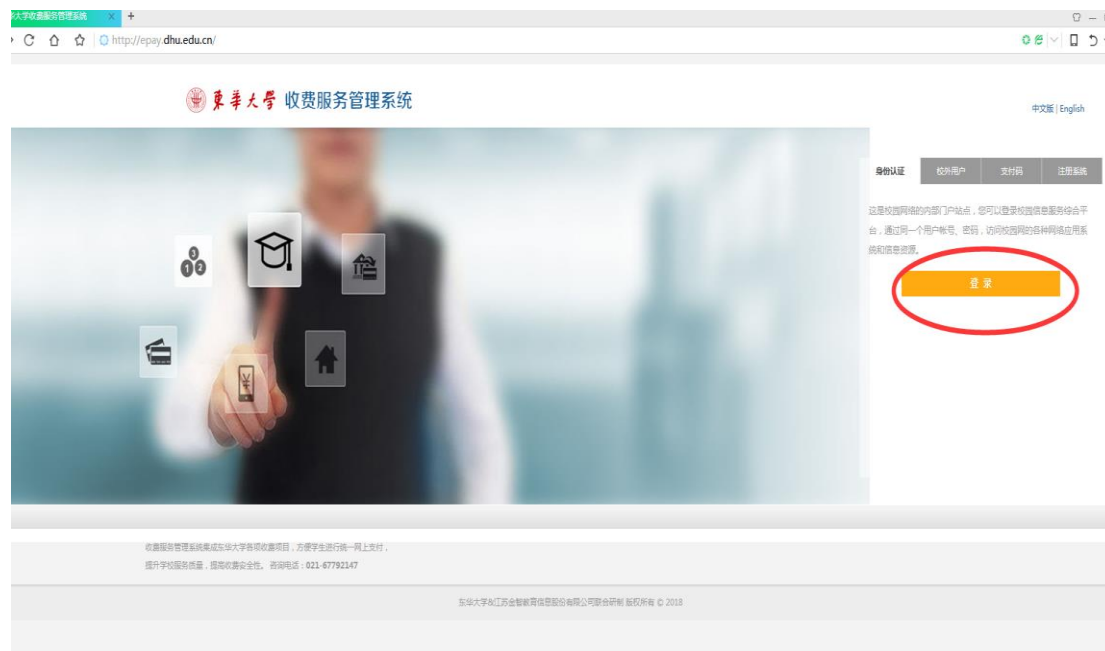 华大学收费服务管理系统
http://epay.dhu.edu.cn/
東華大學 收费服务管理系统
中文版 | English
身份认证 校外用户 支付码 注册系统
这是校园网络的内部门户站点，您可以登录校园信息服务综合平
台，通过同一个用户帐号、密码，访问校园网的各种网络应用系
统和信息资源。
登 录
3
1 2
¥
收费服务管理系统集成东华大学各项收费项目，方便学生进行统一网上支付，
提升学校服务质量，提高收费安全性。 咨询电话：021-67792147
东华大学&江苏金智教育信息股份有限公司联合研制 版权所有 © 2018